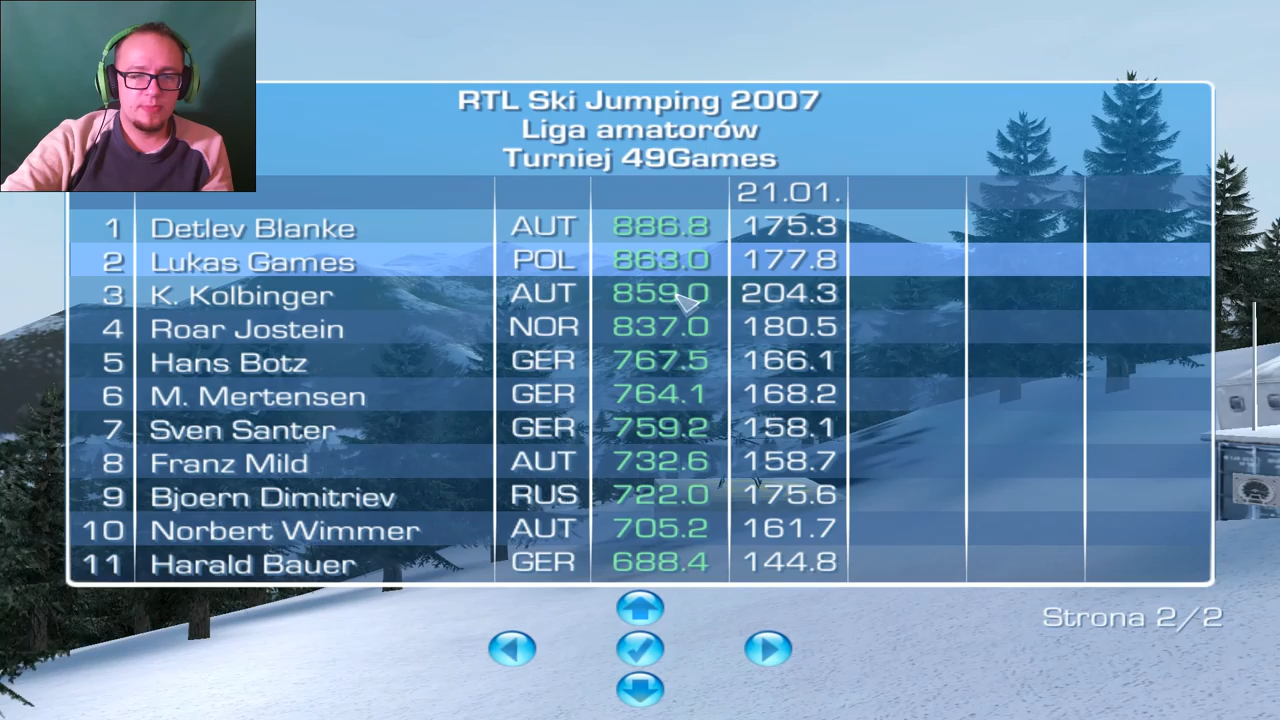 RTL Ski Jumping 2007
Liga amatorów
Turniej 49Games
21.01.
1 Detlev Blanke AUT 886.8 175.3
2 Lukas Games POL 863.0 177.8
3 K. Kolbinger AUT 859.0 204.3
4 Roar Jostein NOR 837.0 180.5
5 Hans Botz GER 767.5 166.1
6 M. Mertensen GER 764.1 168.2
7 Sven Santer GER 759.2 158.1
8 Franz Mild AUT 732.6 158.7
9 Bjoern Dimitriev RUS 722.0 175.6
10 Norbert Wimmer AUT 705.2 161.7
11 Harald Bauer GER 688.4 144.8
Strona 2/2